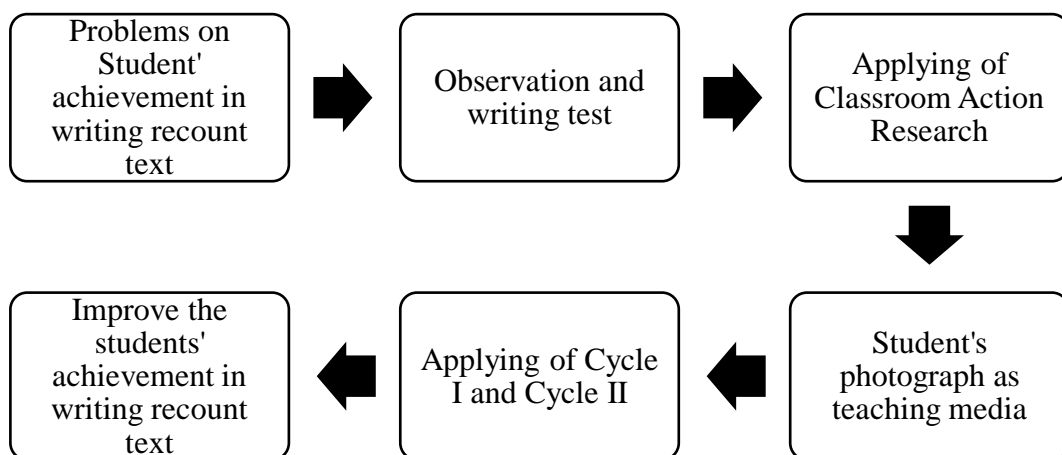 Problems on
Student'
achievement in
writing recount
text
Observation and
writing test
Applying of
Classroom Action
Research
Student's
photograph as
teaching media
Applying of Cycle
I and Cycle II
Improve the
students'
achievement in
writing recount
text